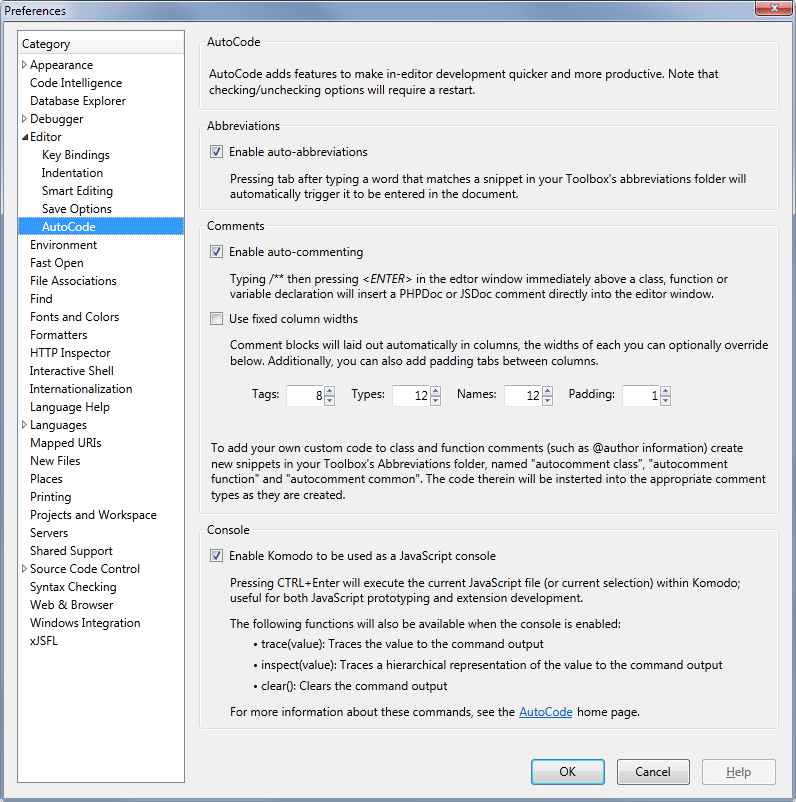 Preferences
Category
Appearance
Code Intelligence
Database Explorer
Debugger
Editor
Key Bindings
Indentation
Smart Editing
Save Options
AutoCode
Environment
Fast Open
File Associations
Find
Fonts and Colors
Formatters
HTTP Inspector
Interactive Shell
Internationalization
Language Help
Languages
Mapped URIs
New Files
Places
Printing
Projects and Workspace
Servers
Shared Support
Source Code Control
Syntax Checking
Web & Browser
Windows Integration
xJSFL
AutoCode
AutoCode adds features to make in-editor development quicker and more productive. Note that
checking/unchecking options will require a restart.
Abbreviations
Enable auto-abbreviations
Pressing tab after typing a word that matches a snippet in your Toolbox's abbreviations folder will
automatically trigger it to be entered in the document.
Comments
Enable auto-commenting
Typing /** then pressing <ENTER> in the edtor window immediately above a class, function or
variable declaration will insert a PHPDoc or JSDoc comment directly into the editor window.
Use fixed column widths
Comment blocks will laid out automatically in columns, the widths of each you can optionally override
below. Additionally, you can also add padding tabs between columns.
Tags: 8 Types: 12 Names: 12 Padding: 1
To add your own custom code to class and function comments (such as @author information) create
new snippets in your Toolbox's Abbreviations folder, named "autocomment class", "autocomment
function" and "autocomment common". The code therein will be insterted into the appropriate comment
types as they are created.
Console
Enable Komodo to be used as a JavaScript console
Pressing CTRL+Enter will execute the current JavaScript file (or current selection) within Komodo;
useful for both JavaScript prototyping and extension development.
The following functions will also be available when the console is enabled:
• trace(value): Traces the value to the command output
• inspect(value): Traces a hierarchical representation of the value to the command output
• clear(): Clears the command output
For more information about these commands, see the AutoCode home page.
OK Cancel Help